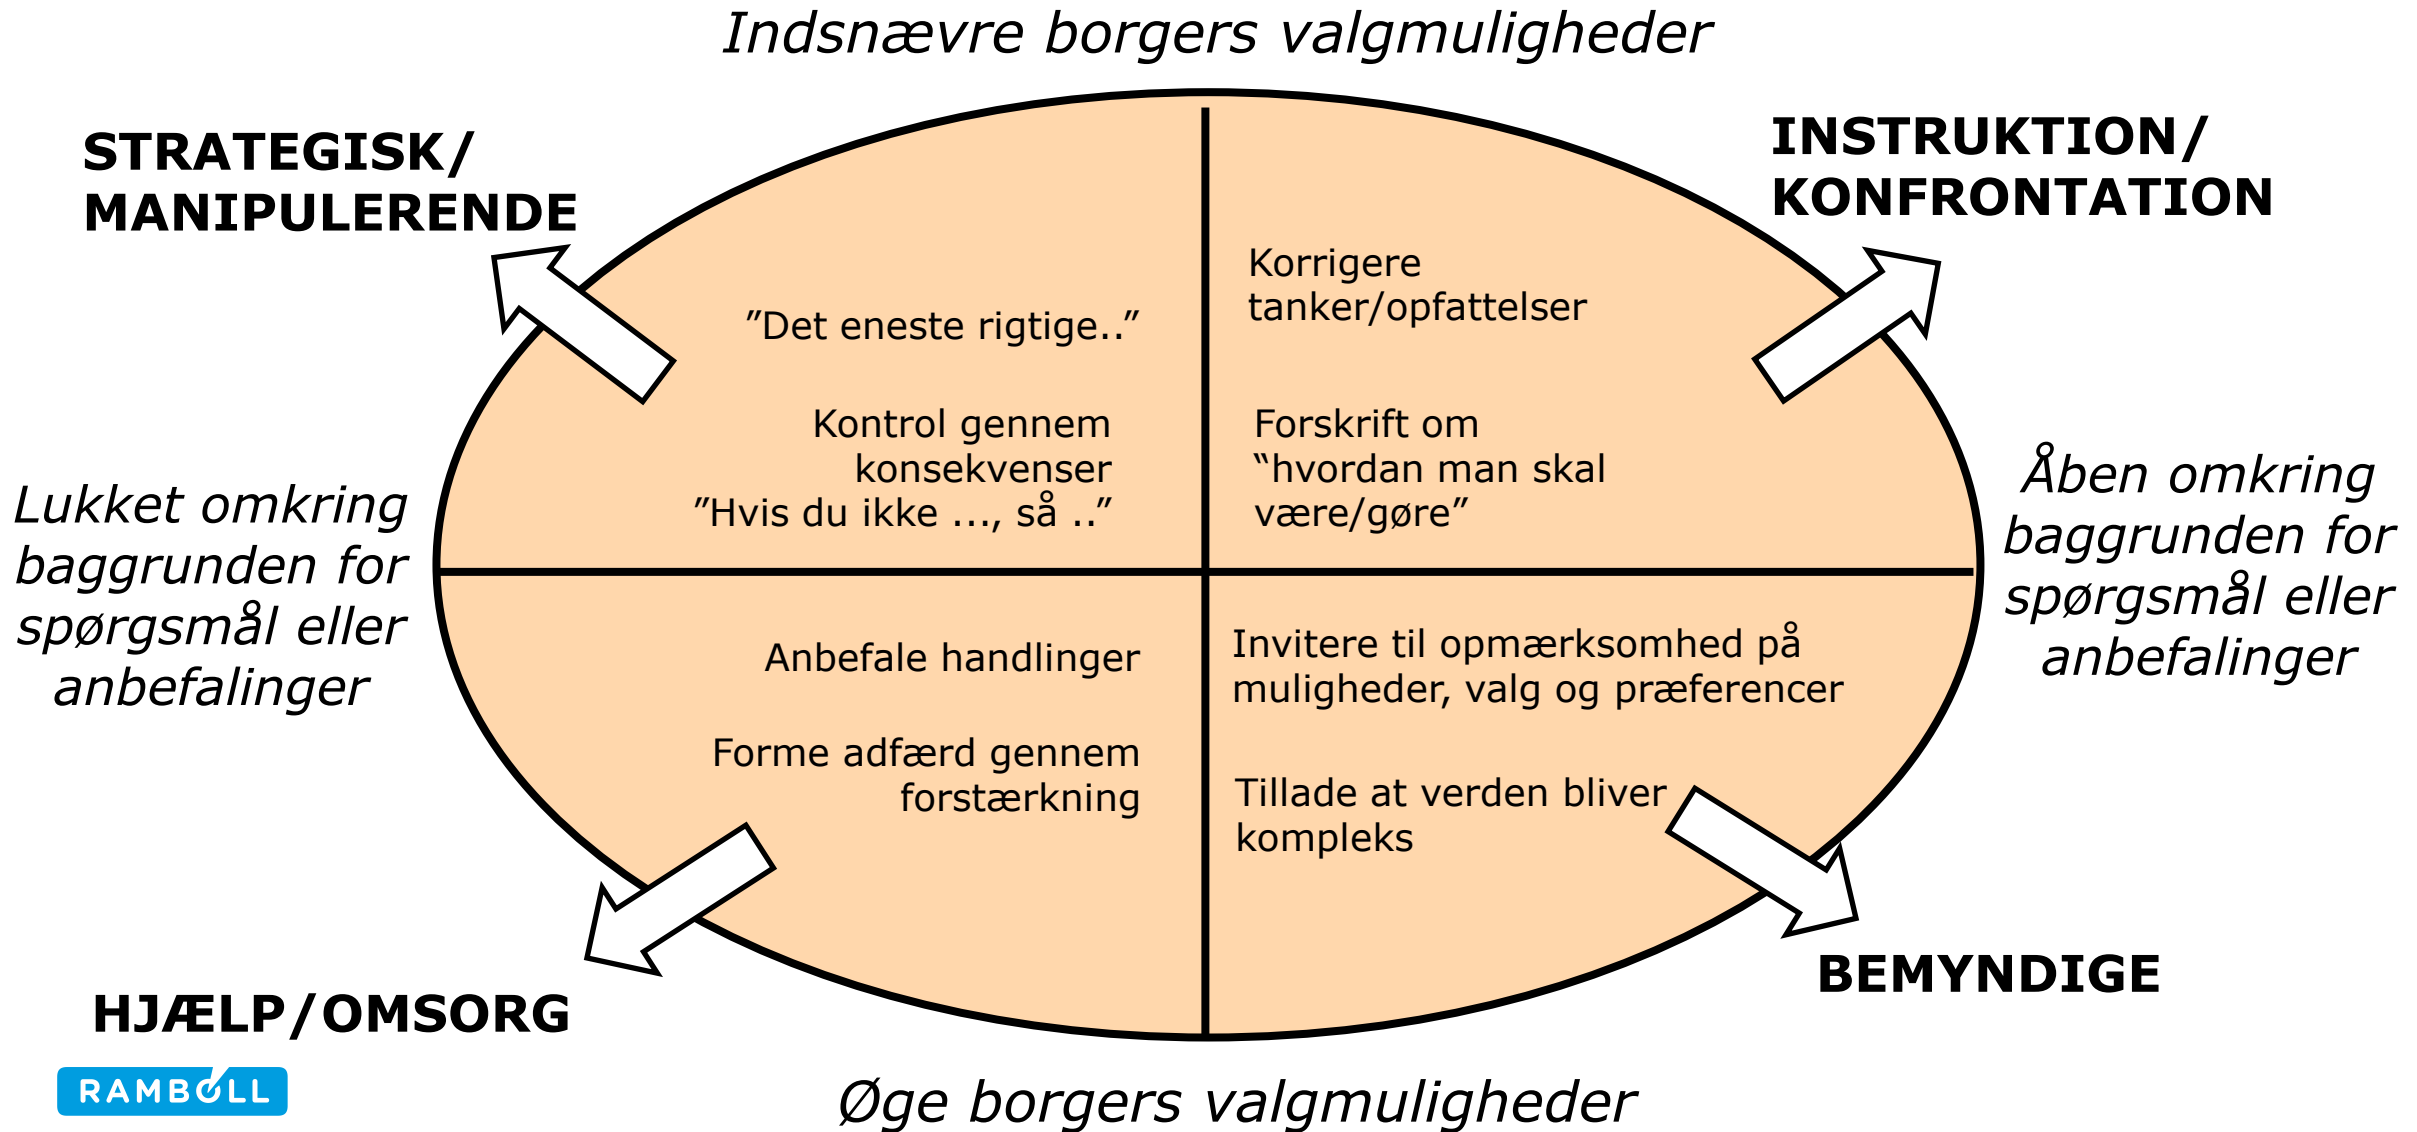 Indsnævre borgers valgmuligheder
STRATEGISK/
MANIPULERENDE
INSTRUKTION/
KONFRONTATION
”Det eneste rigtige..”
Kontrol gennem
konsekvenser
”Hvis du ikke …, så ..”
Korrigere
tanker/opfattelser
Forskrift om
“hvordan man skal
være/gøre”
Lukket omkring
baggrunden for
spørgsmål eller
anbefalinger
Åben omkring
baggrunden for
spørgsmål eller
anbefalinger
Anbefale handlinger
Forme adfærd gennem
forstærkning
Invitere til opmærksomhed på
muligheder, valg og præferencer
Tillade at verden bliver
kompleks
HJÆLP/OMSORG
BEMYNDIGE
RAMBOLL
Øge borgers valgmuligheder